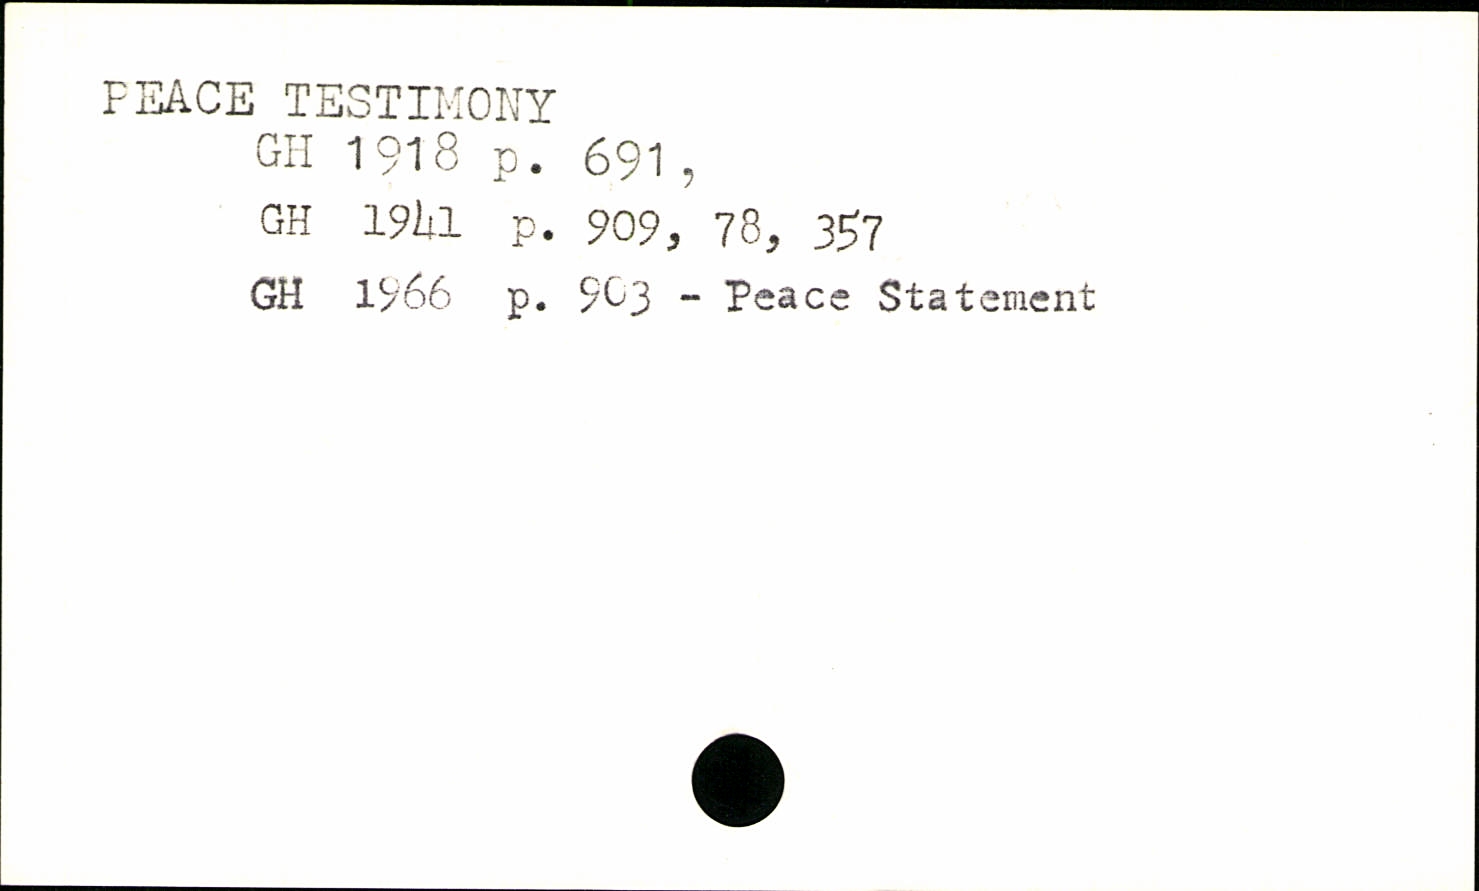 PEACE TESTIMONY
GH 1918 p. 691,
GH 1941 p. 909, 78, 357
GH 1966 p. 903 - Peace Statement